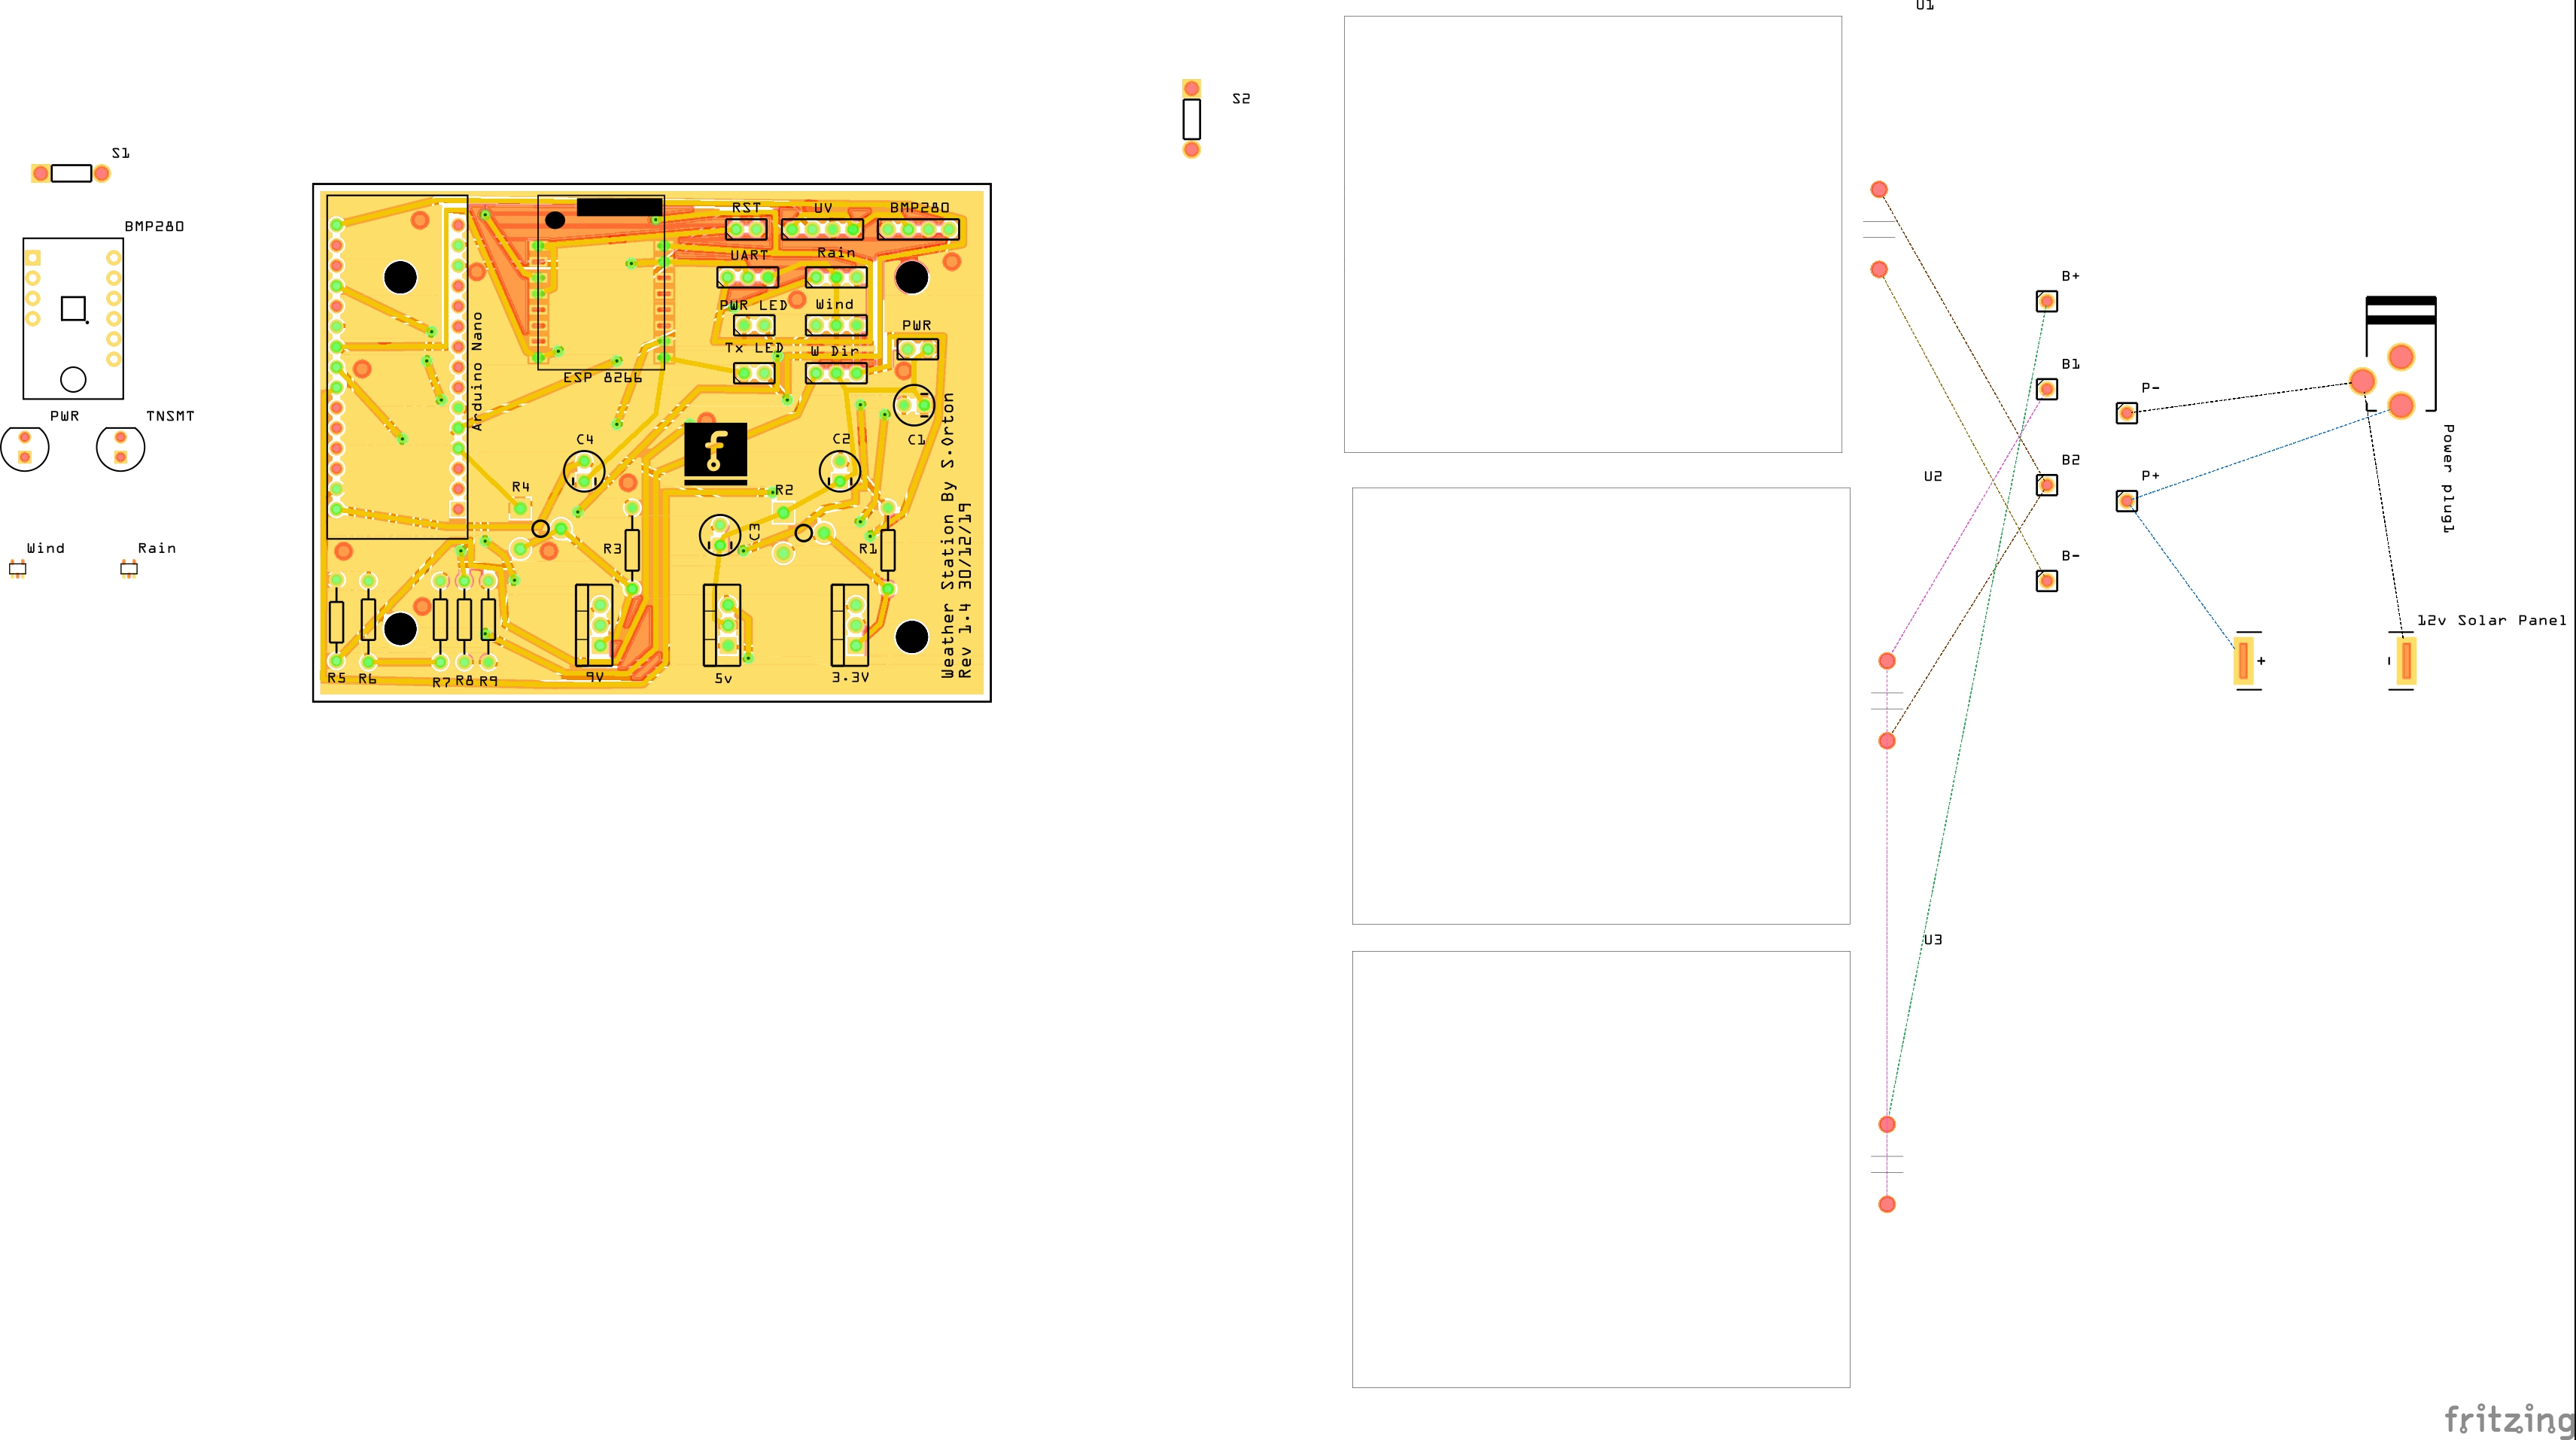 U1
S2
S1
BMP280
PWR
TNSMT
Wind
Rain
RST
UV
BMP280
UART
Rain
PWR LED
Wind
PWR
Tx LED
W Dir
Arduino Nano
ESP 8266
C1
C4
C2
R4
R2
C3
R3
R1
R5
R6
R7
R8
R9
9V
5v
3.3V
Weather Station By S.Orton
Rev 1.4 30/12/19
f
B+
B1
P-
B2
U2
P+
B-
Power plug1
12v Solar Panel
+
-
U3
fritzing